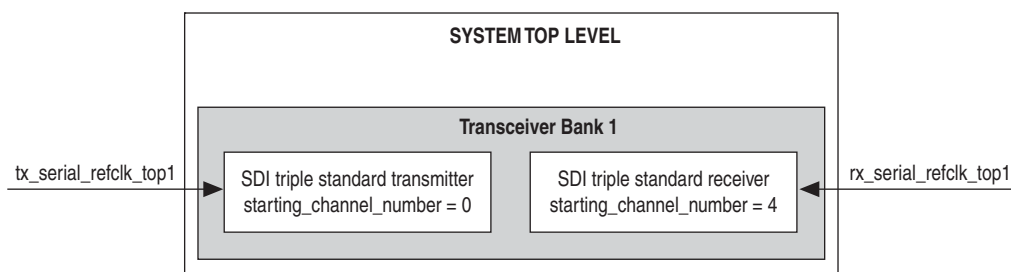 SYSTEM TOP LEVEL
Transceiver Bank 1
tx_serial_refclk_top1
SDI triple standard transmitter
starting_channel_number = 0
SDI triple standard receiver
starting_channel_number = 4
rx_serial_refclk_top1